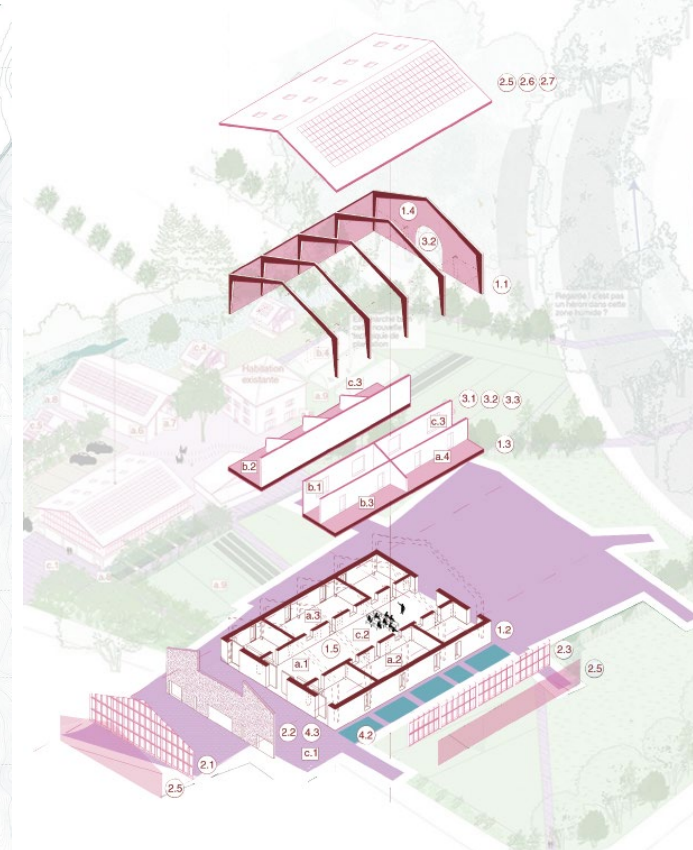 2.5 2.6 2.7
1.4
3.2
1.1
Regarde ! c'est pas
un héron dans cette
zone humide ?
b.4
Habitation
existante
c.3
3.1 3.2 3.3
c.3
1.3
b.2
a.4
b.1
b.3
a.3
c.2
1.2
1.5
a.1
a.2
2.3
2.5
2.2 4.3
4.2
c.1
2.1
2.5